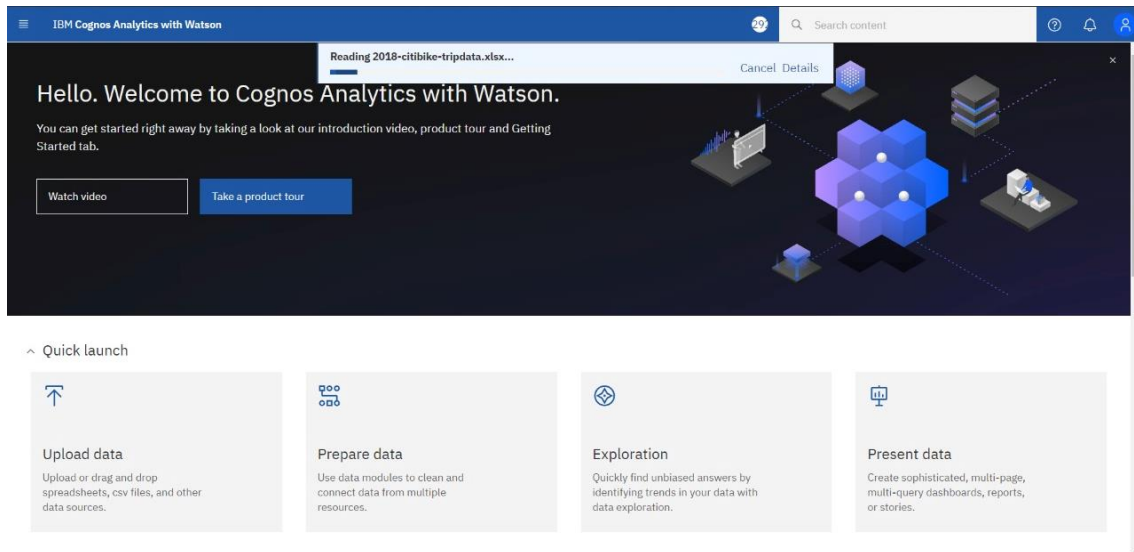 IBM Cognos Analytics with Watson
29
Search content
Reading 2018-citibike-tripdata.xlsx...
Cancel Details
Hello. Welcome to Cognos Analytics with Watson.
You can get started right away by taking a look at our introduction video, product tour and Getting
Started tab.
Watch video
Take a product tour
Quick launch
Upload data
Upload or drag and drop
spreadsheets, csv files, and other
data sources.
Prepare data
Use data modules to clean and
connect data from multiple
resources.
Exploration
Quickly find unbiased answers by
identifying trends in your data with
data exploration.
Present data
Create sophisticated, multi-page,
multi-query dashboards, reports,
or stories.